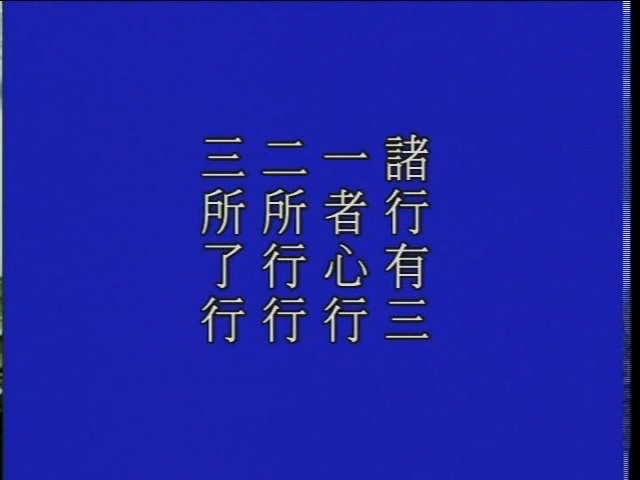 諸行有三
一者心行
二所行行
三所了行